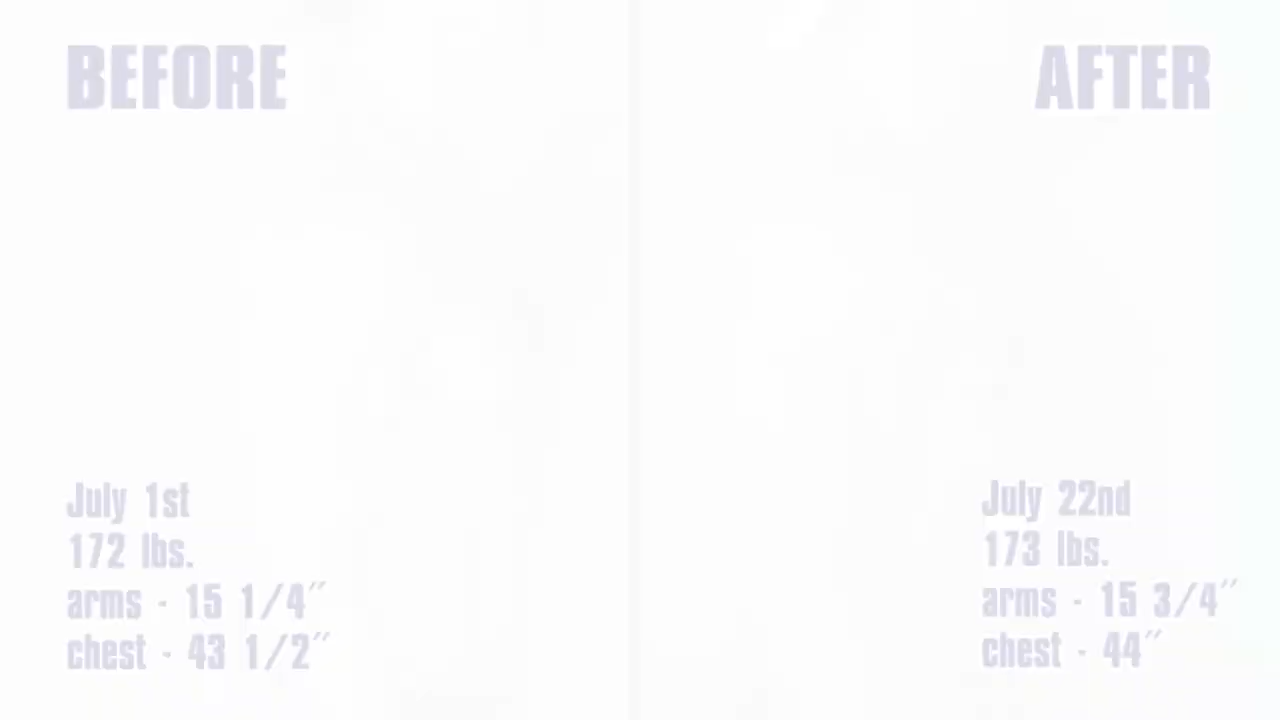 BEFORE
July 1st
172 lbs.
arms - 15 1/4"
chest - 43 1/2"
AFTER
July 22nd
173 lbs.
arms - 15 3/4"
chest - 44"